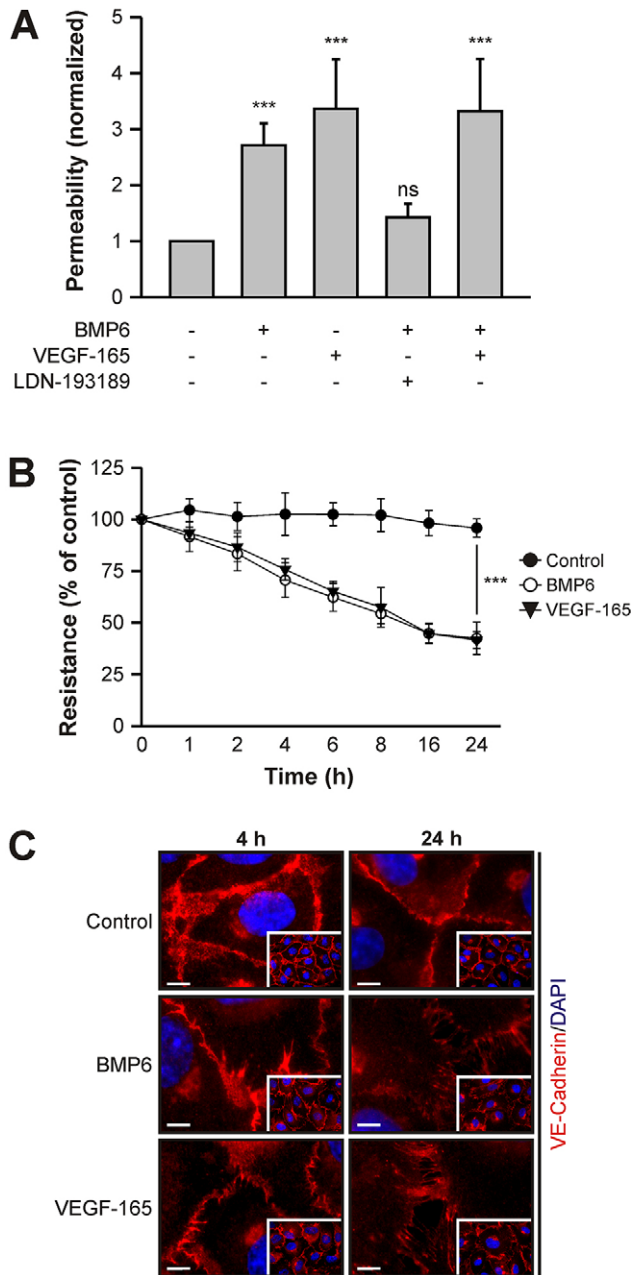 A
Permeability (normalized)
5
4
3
2
1
0
***
***
ns
***
BMP6 - + - + +
VEGF-165 - - + - +
LDN-193189 - - - + -
B
Resistance (% of control)
125
100
75
50
25
0
0 1 2 4 6 8 16 24
Time (h)
***
Control
BMP6
VEGF-165
C
4 h 24 h
Control
BMP6
VEGF-165
VE-Cadherin/DAPI